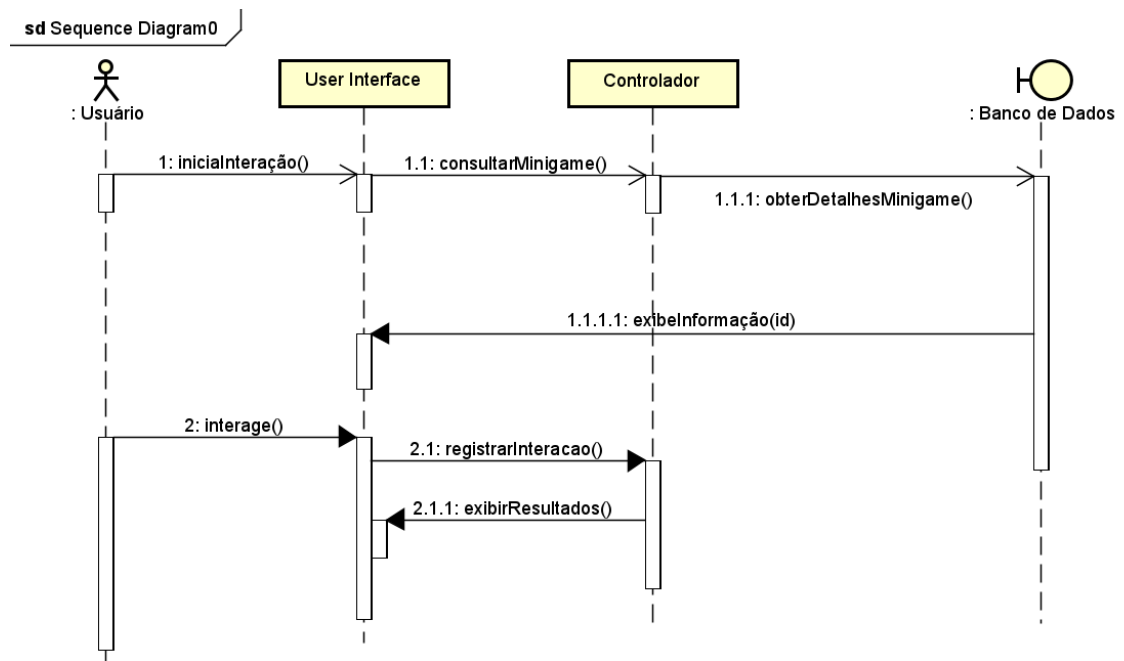 sd Sequence Diagram0
: Usuário
User Interface
Controlador
: Banco de Dados
1: iniciaInteração()
1.1: consultarMinigame()
1.1.1: obterDetalhesMinigame()
1.1.1.1: exibeInformação(id)
2: interage()
2.1: registrarInteracao()
2.1.1: exibirResultados()